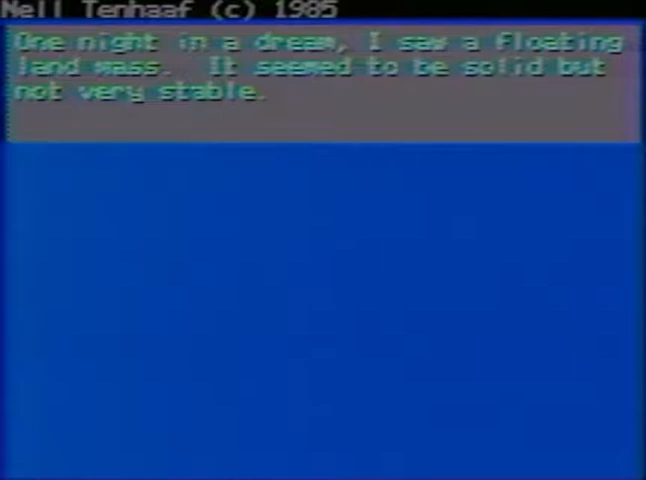 Nell Tenhaaf (c) 1985
One night in a dream, I saw a floating
land mass. It seemed to be solid but
not very stable.